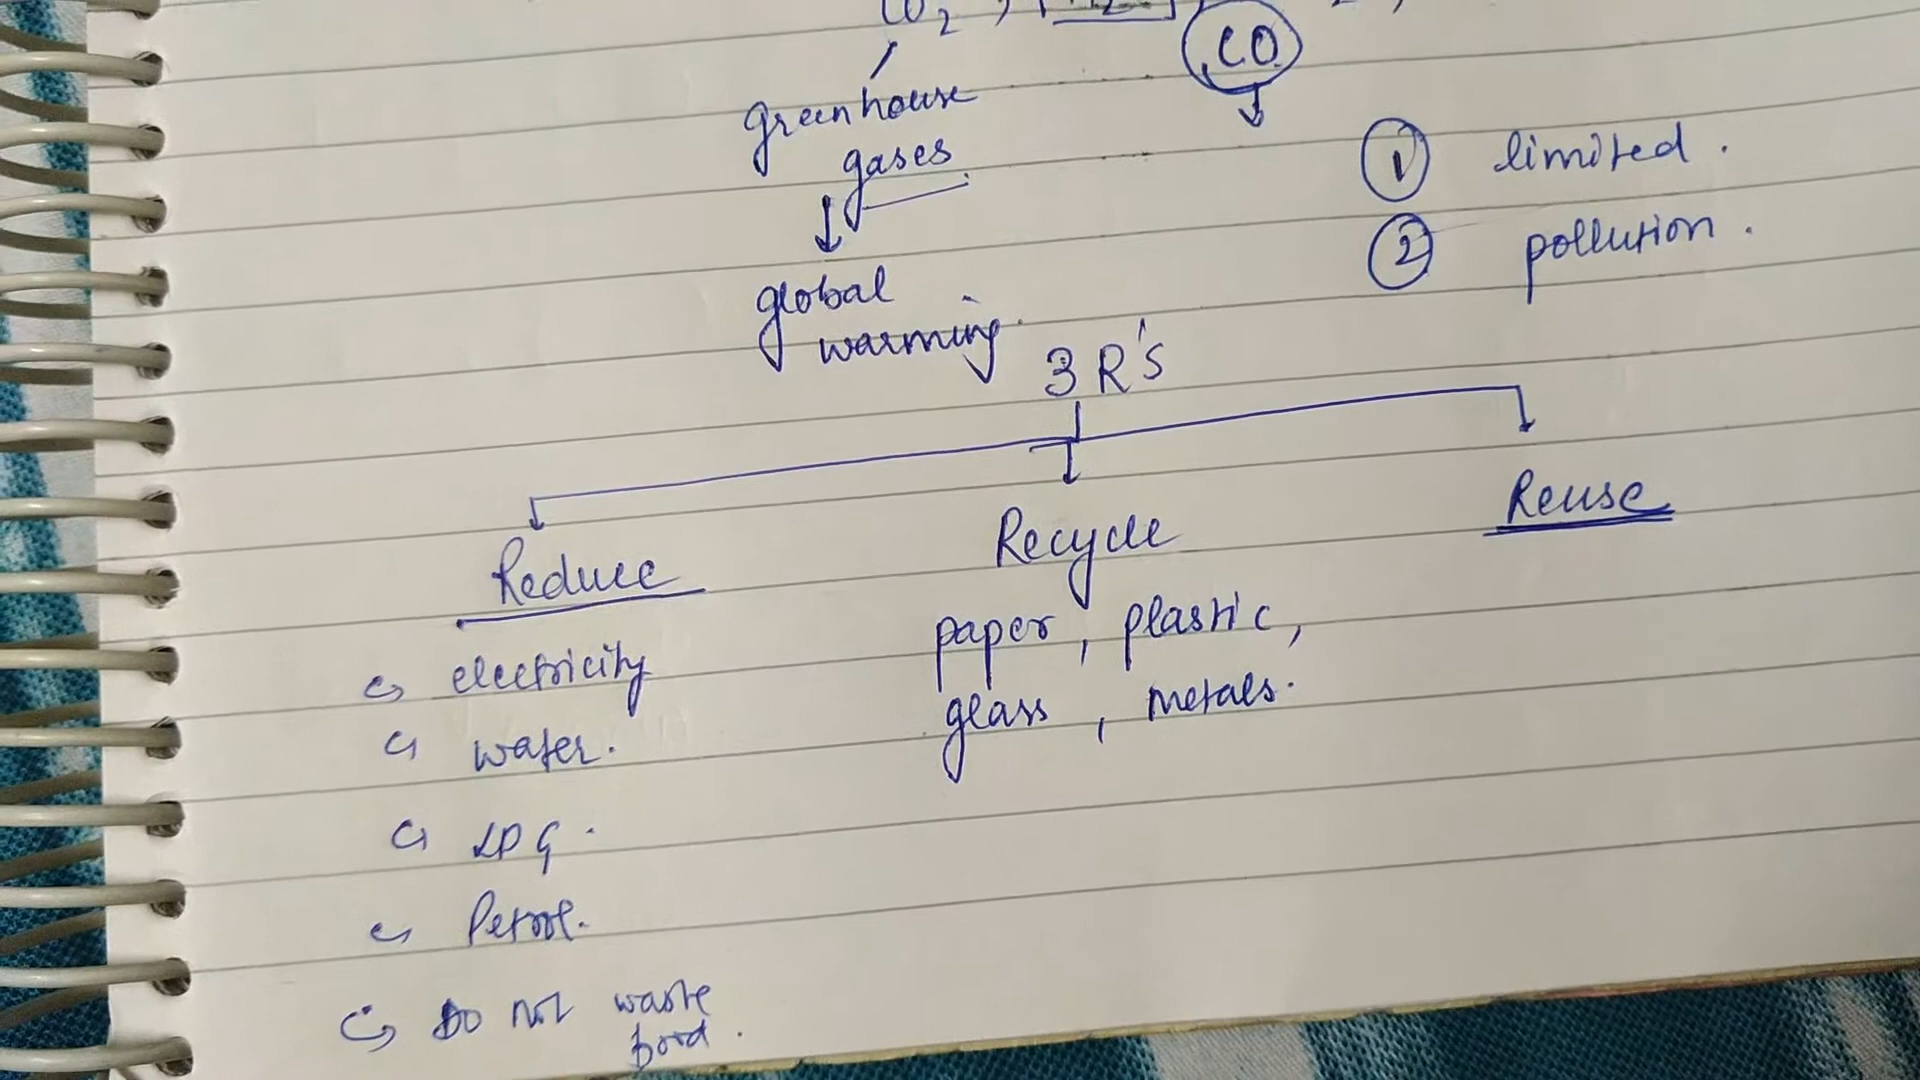 CO2 ,
CO
greenhouse
gases
① limited.
② pollution.
global
warming.
3 R's
Reduce
Recycle
Reuse
electricity
paper, plastic,
glass, metals.
water.
LPG.
Petrol.
Do not waste
food.